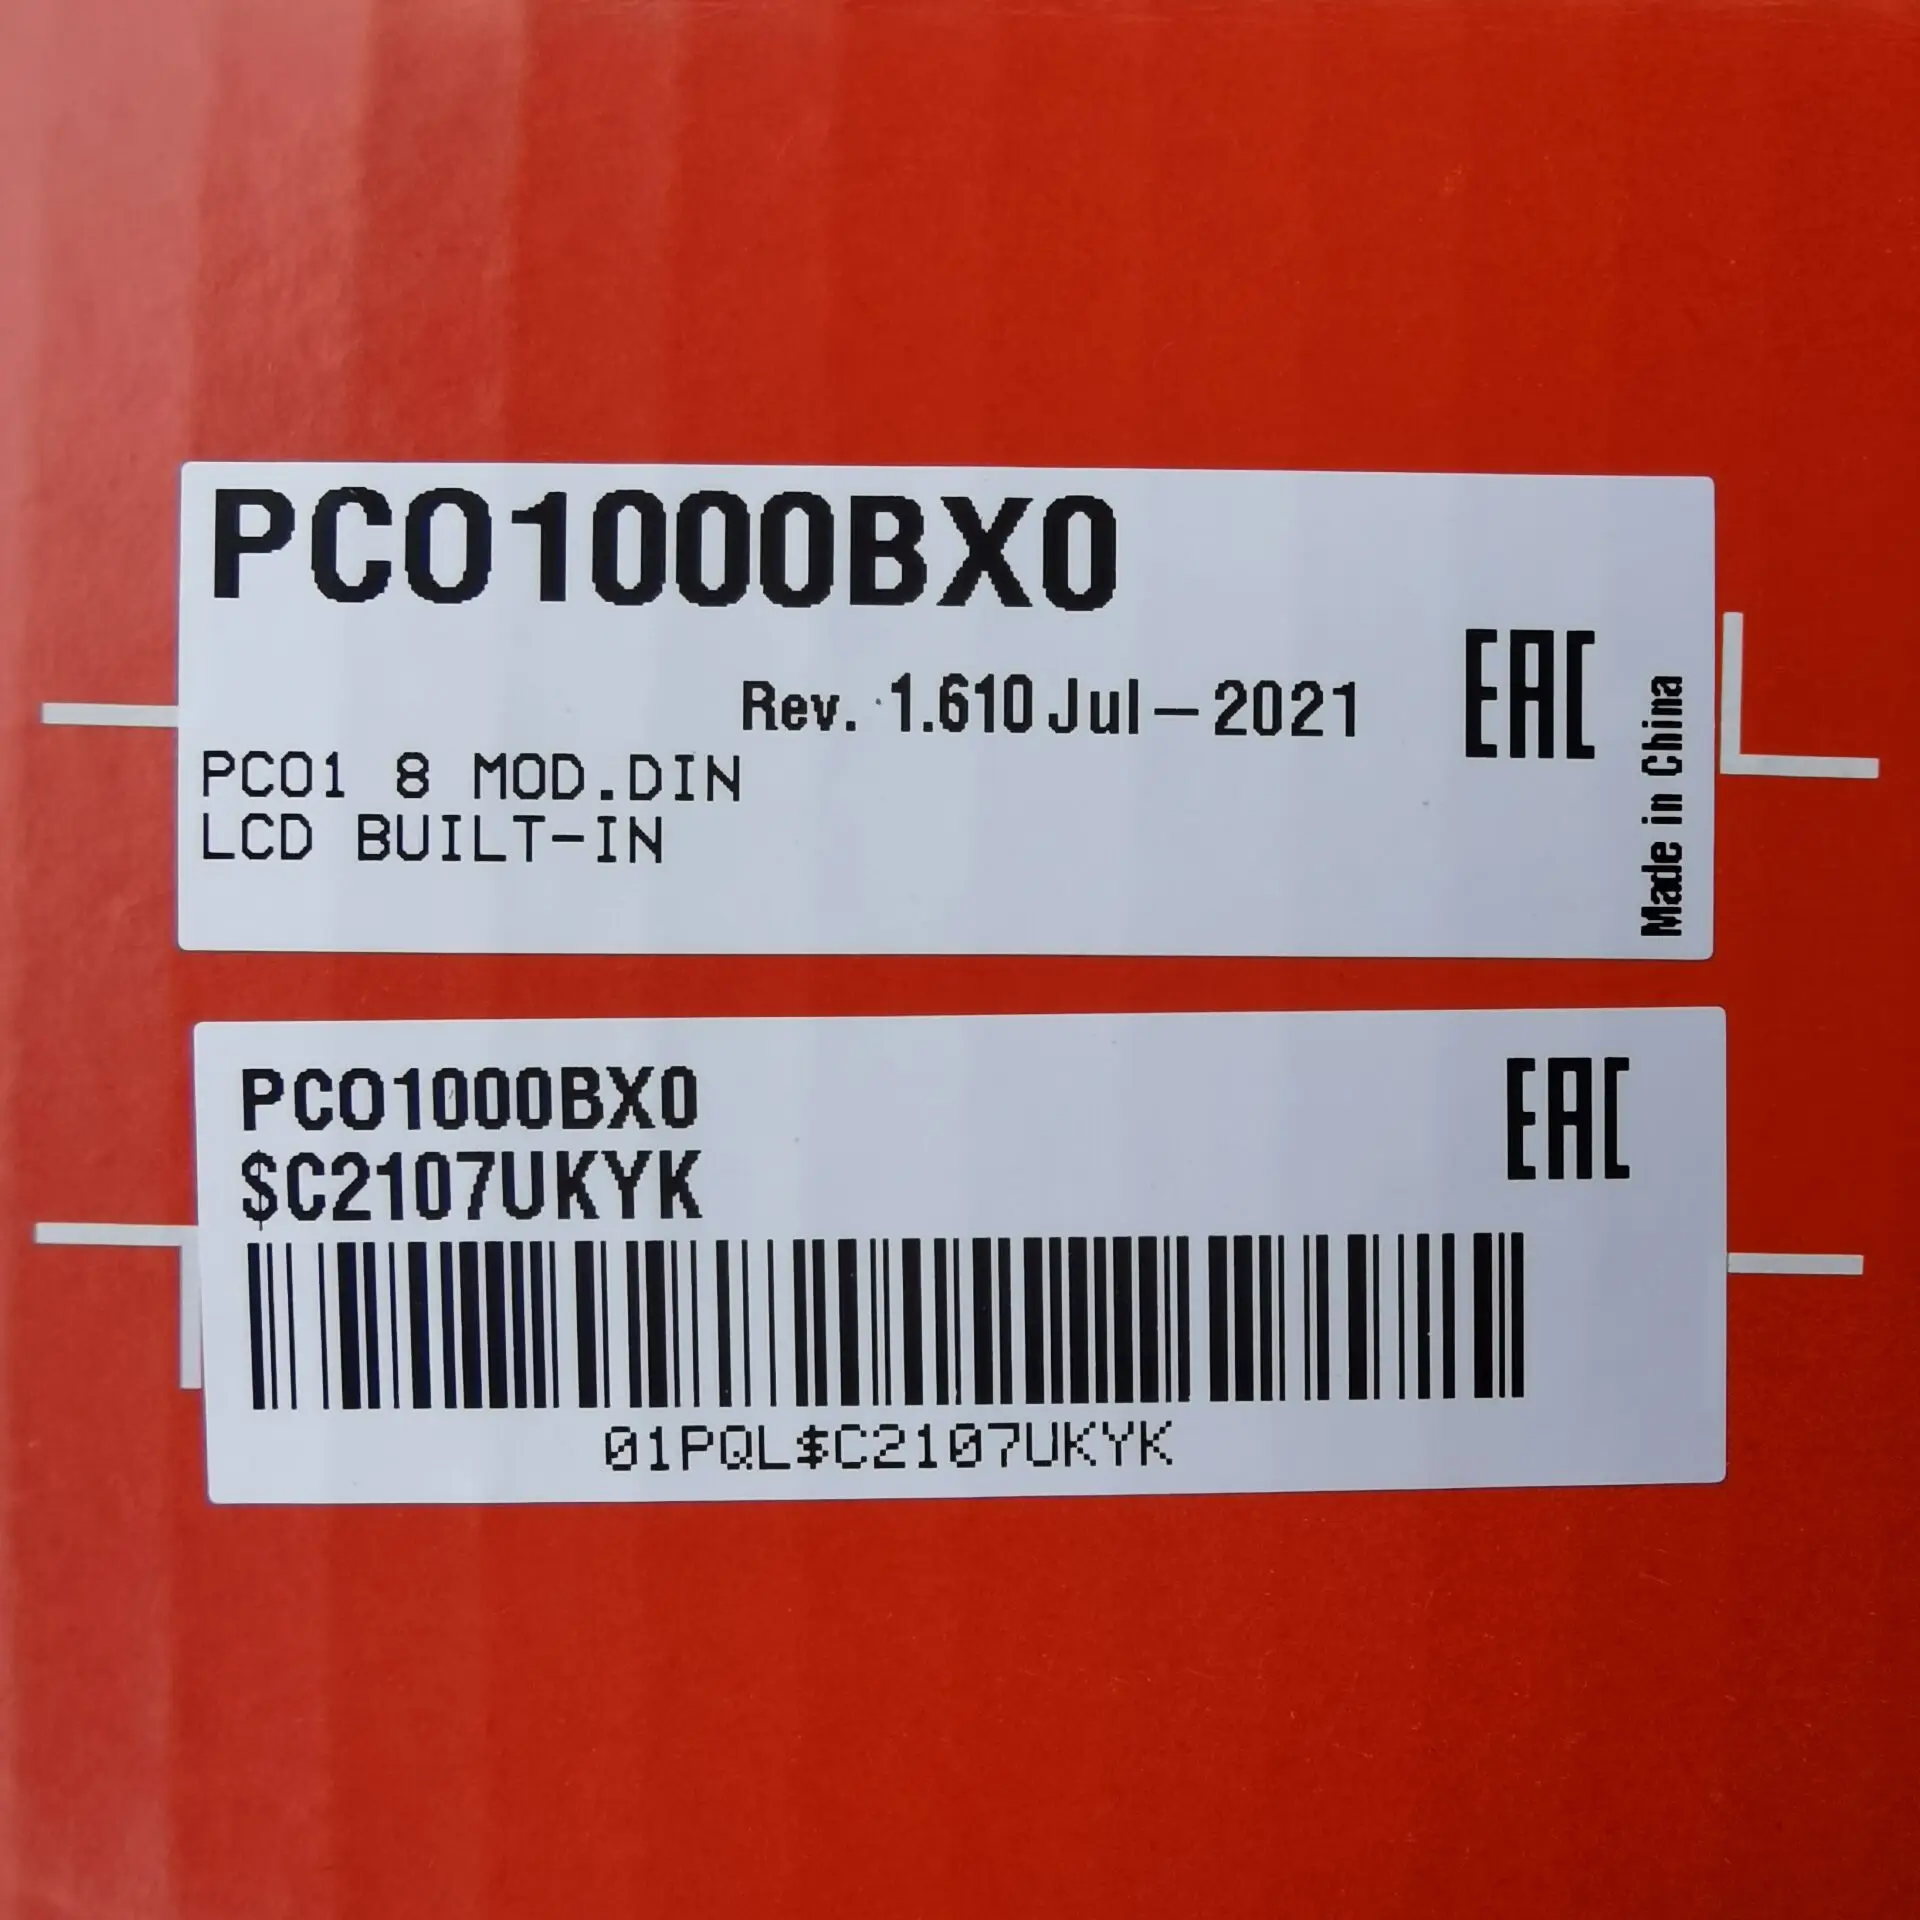 PCO1000BX0
Rev. 1.610 Jul-2021
EAC
PCO1 8 MOD.DIN
LCD BUILT-IN
Made in China
PCO1000BX0
EAC
$C2107UKYK
01PQL$C2107UKYK